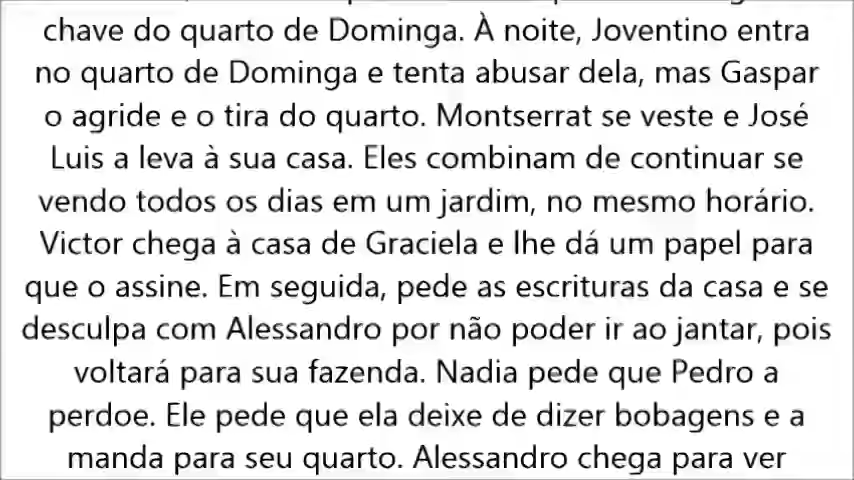 chave do quarto de Dominga. À noite, Joventino entra
no quarto de Dominga e tenta abusar dela, mas Gaspar
o agride e o tira do quarto. Montserrat se veste e José
Luis a leva à sua casa. Eles combinam de continuar se
vendo todos os dias em um jardim, no mesmo horário.
Victor chega à casa de Graciela e lhe dá um papel para
que o assine. Em seguida, pede as escrituras da casa e se
desculpa com Alessandro por não poder ir ao jantar, pois
voltará para sua fazenda. Nadia pede que Pedro a
perdoe. Ele pede que ela deixe de dizer bobagens e a
manda para seu quarto. Alessandro chega para ver